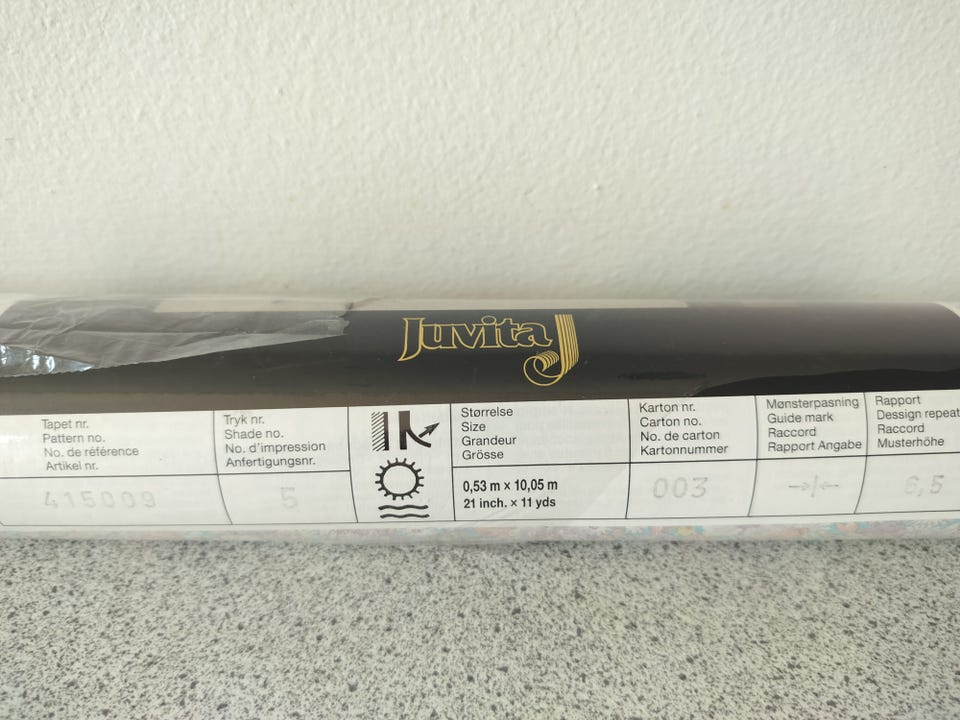 Juvita
Tapet nr.
Pattern no.
No. de référence
Artikel nr.
415009
Tryk nr.
Shade no.
No. d'impression
Anfertigungsnr.
5
Størrelse
Size
Grandeur
Grösse
0,53 m × 10,05 m
21 inch. × 11 yds
Karton nr.
Carton no.
No. de carton
Kartonnummer
003
Mønsterpasning
Guide mark
Raccord
Rapport Angabe
Rapport
Dessign repeat
Raccord
Musterhöhe
6,5